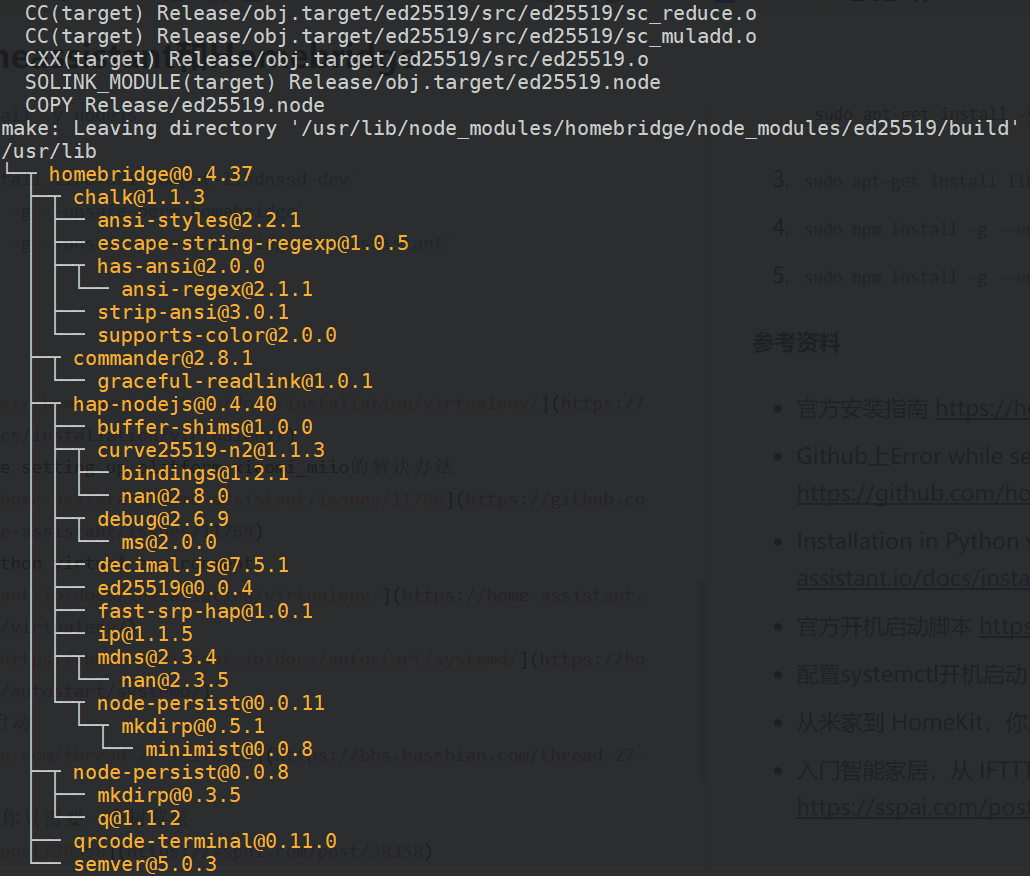 CC(target) Release/obj.target/ed25519/src/ed25519/sc_reduce.o
CC(target) Release/obj.target/ed25519/src/ed25519/sc_muladd.o
CXX(target) Release/obj.target/ed25519/src/ed25519.o
SOLINK_MODULE(target) Release/obj.target/ed25519.node
COPY Release/ed25519.node
make: Leaving directory '/usr/lib/node_modules/homebridge/node_modules/ed25519/build'
/usr/lib
└─┬ homebridge@0.4.37
  ├─┬ chalk@1.1.3
  │ ├── ansi-styles@2.2.1
  │ ├── escape-string-regexp@1.0.5
  │ ├─┬ has-ansi@2.0.0
  │ │ └── ansi-regex@2.1.1
  │ ├── strip-ansi@3.0.1
  │ └── supports-color@2.0.0
  ├─┬ commander@2.8.1
  │ └── graceful-readlink@1.0.1
  ├─┬ hap-nodejs@0.4.40
  │ ├── buffer-shims@1.0.0
  │ ├─┬ curve25519-n2@1.1.3
  │ │ ├── bindings@1.2.1
  │ │ └── nan@2.8.0
  │ ├─┬ debug@2.6.9
  │ │ └── ms@2.0.0
  │ ├── decimal.js@7.5.1
  │ ├── ed25519@0.0.4
  │ ├── fast-srp-hap@1.0.1
  │ ├── ip@1.1.5
  │ ├─┬ mdns@2.3.4
  │ │ └── nan@2.3.5
  │ └─┬ node-persist@0.0.11
  │   └─┬ mkdirp@0.5.1
  │     └── minimist@0.0.8
  ├─┬ node-persist@0.0.8
  │ ├── mkdirp@0.3.5
  │ └── q@1.1.2
  ├── qrcode-terminal@0.11.0
  └── semver@5.0.3
sudo apt-get install
3. sudo apt-get install
4. sudo npm install -g
5. sudo npm install -g
参考资料
官方安装指南 https://
Github上Error while
https://github.com/
Installation in Python
assistant.io/docs/
官方开机启动脚本
配置systemctl开机启动
从米家到 HomeKit，你
入门智能家居，从 IFTTT
https://sspai.com/post